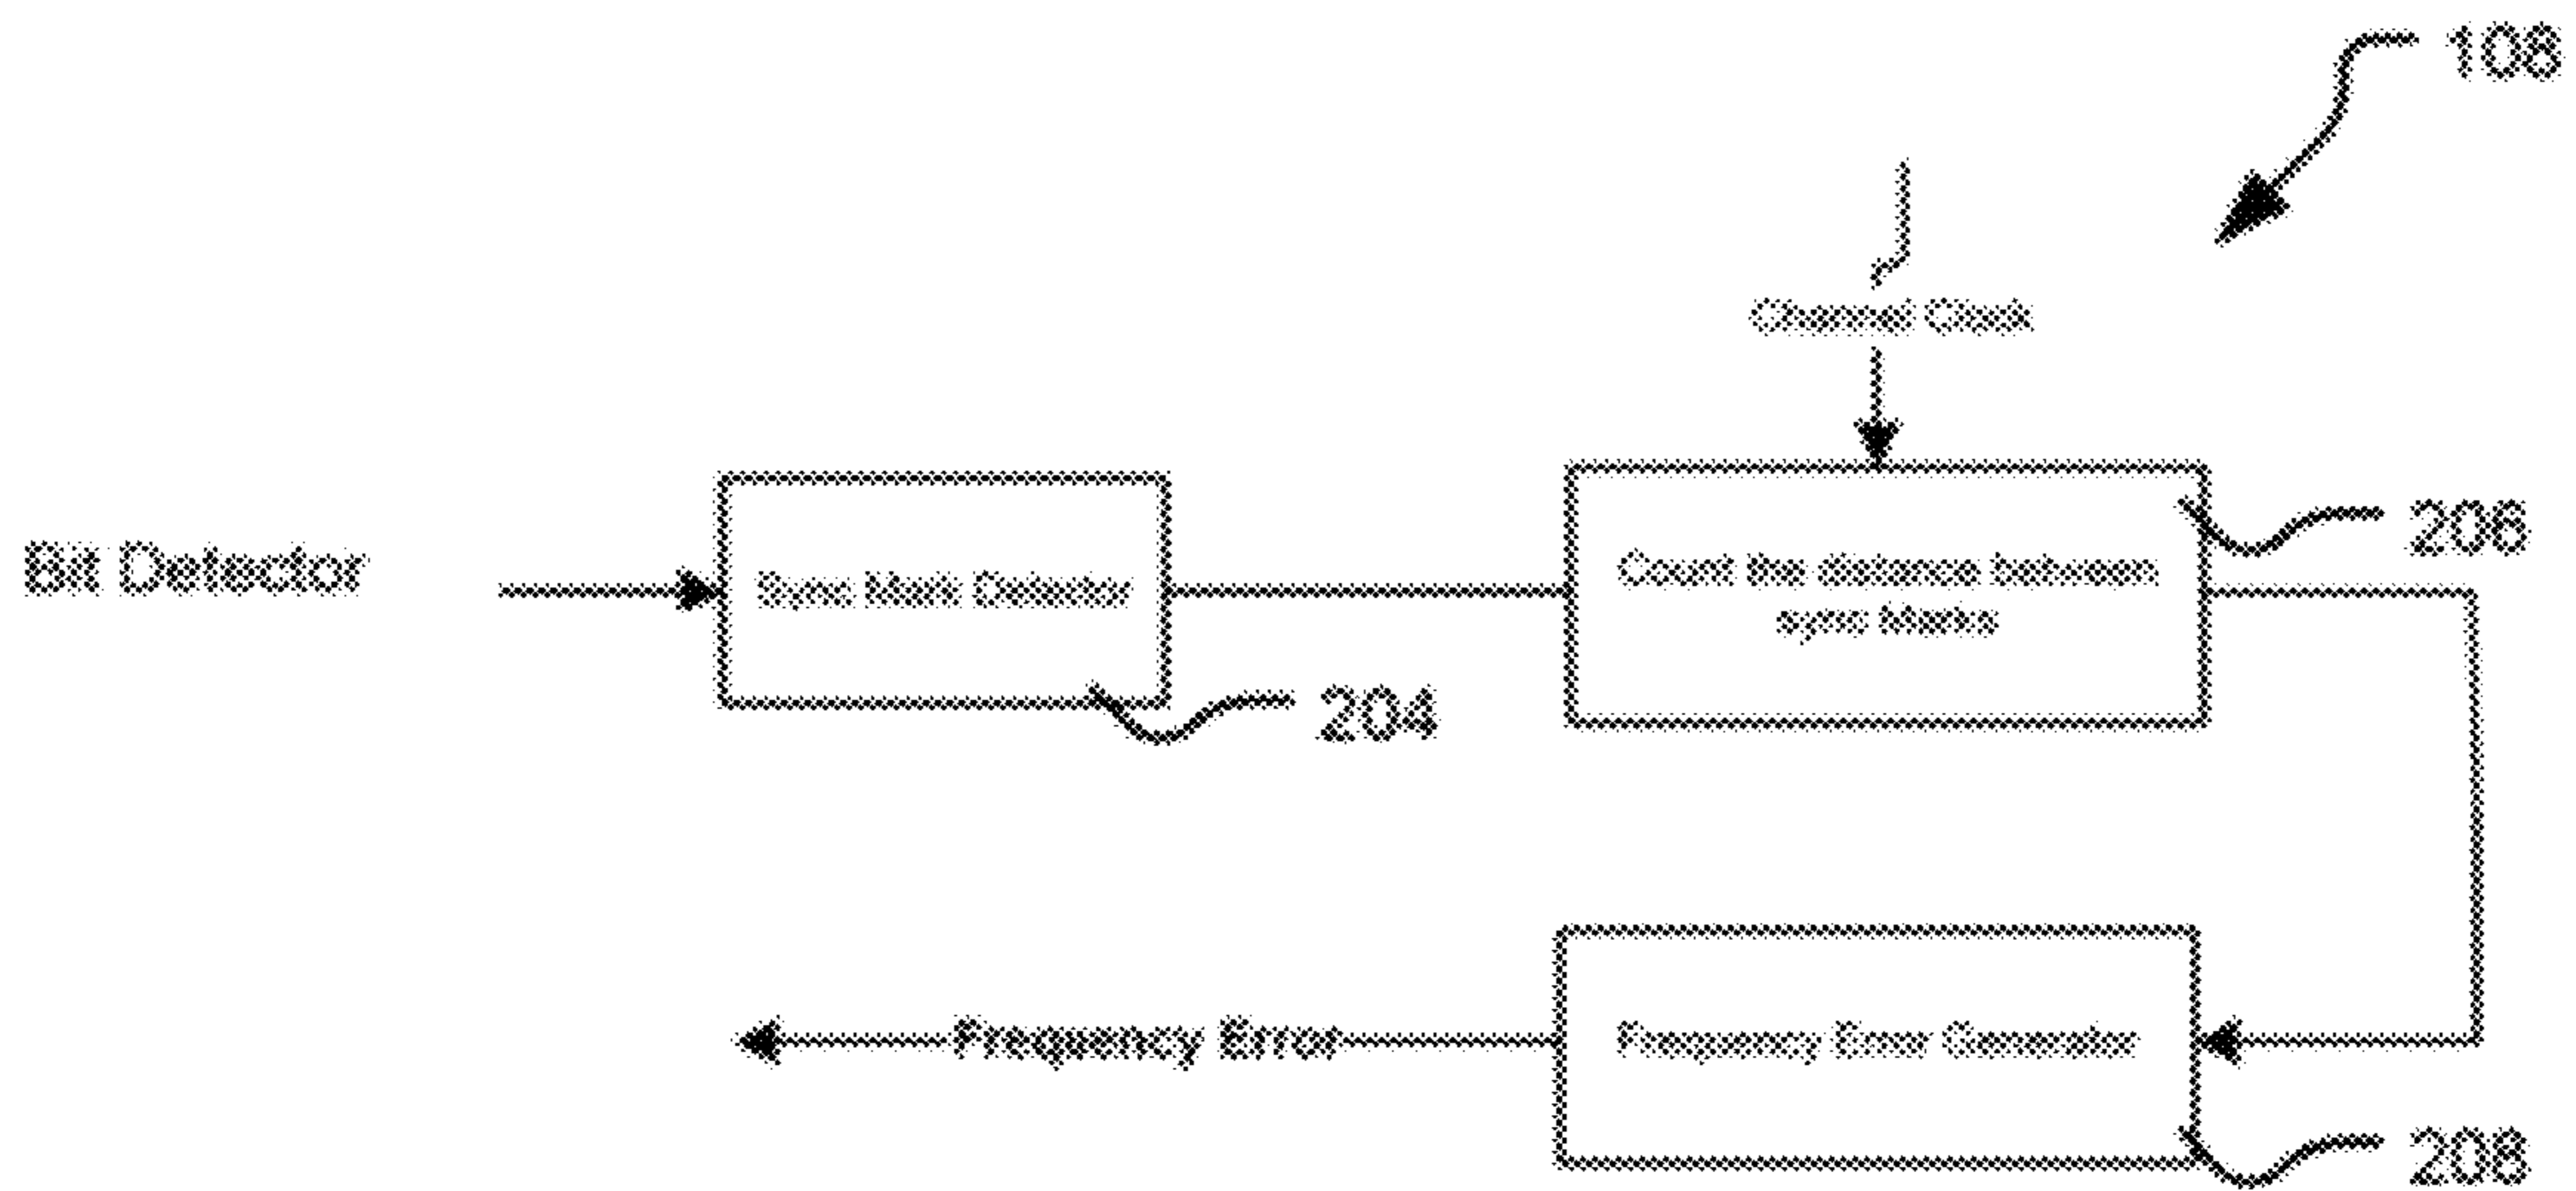 108
Channel Clock
Bit Detector
Sync Mark Detector
Count the distance between
sync Marks
206
204
Frequency Error
Frequency Error Generator
208